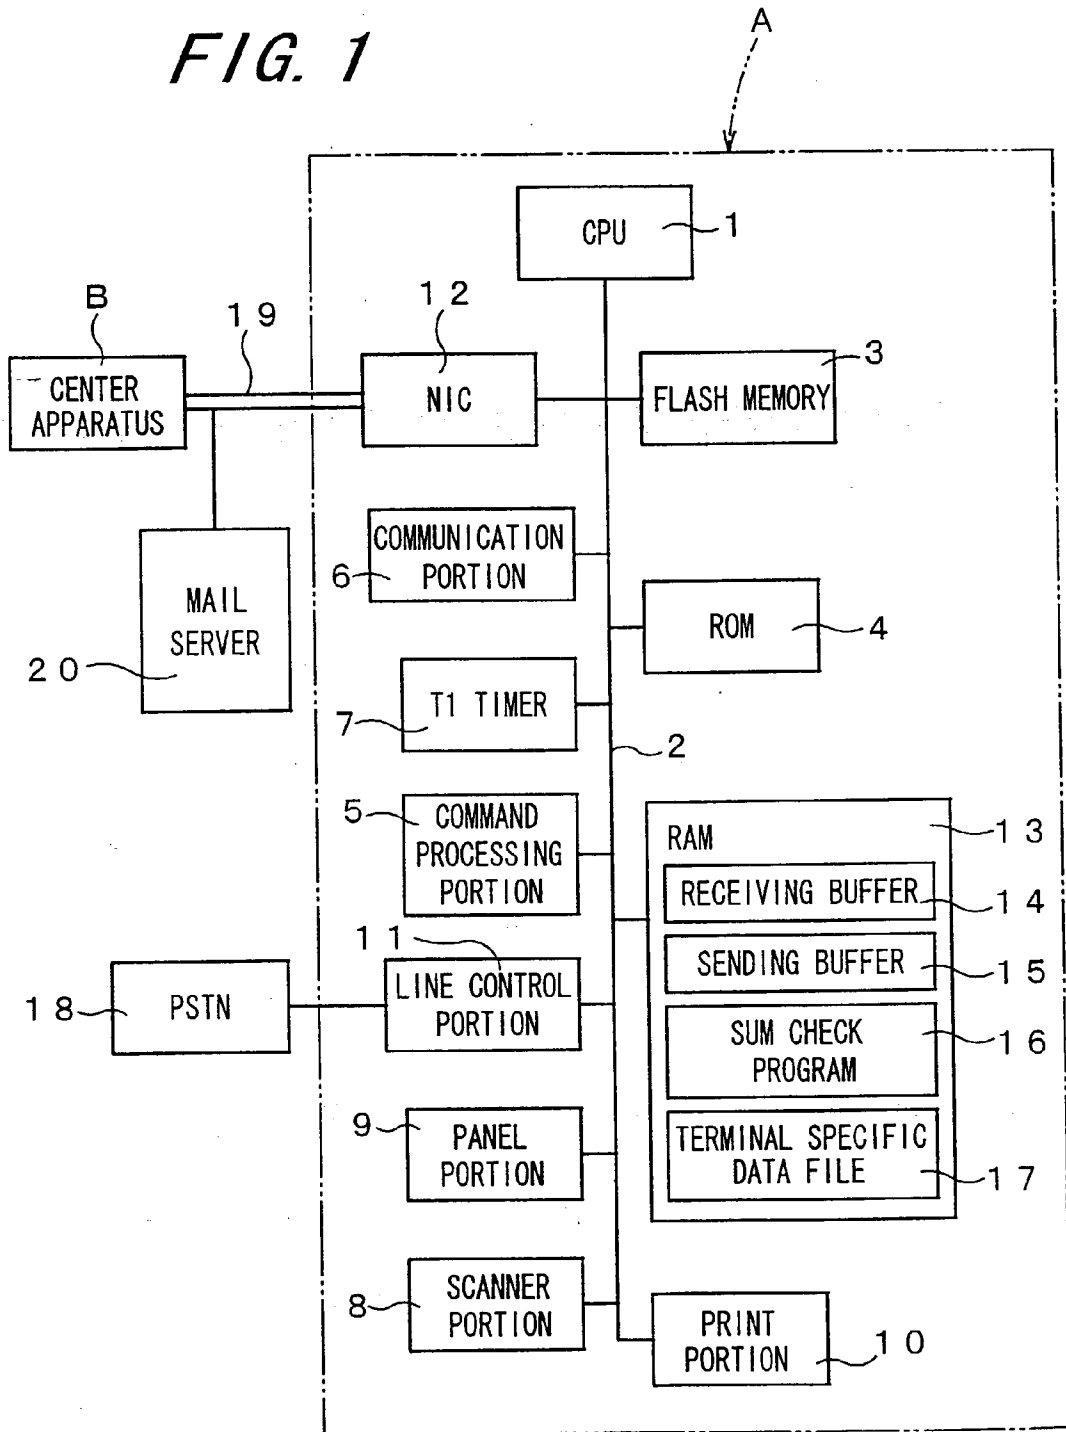 FIG. 1
A
CPU
1
B
19
12
3
CENTER
APPARATUS
NIC
FLASH MEMORY
COMMUNICATION
PORTION
6
MAIL
SERVER
20
ROM
4
T1 TIMER
7
2
5
COMMAND
PROCESSING
PORTION
RAM
13
RECEIVING BUFFER
14
SENDING BUFFER
15
SUM CHECK
PROGRAM
16
TERMINAL SPECIFIC
DATA FILE
17
11
18
PSTN
LINE CONTROL
PORTION
9
PANEL
PORTION
8
SCANNER
PORTION
PRINT
PORTION
10